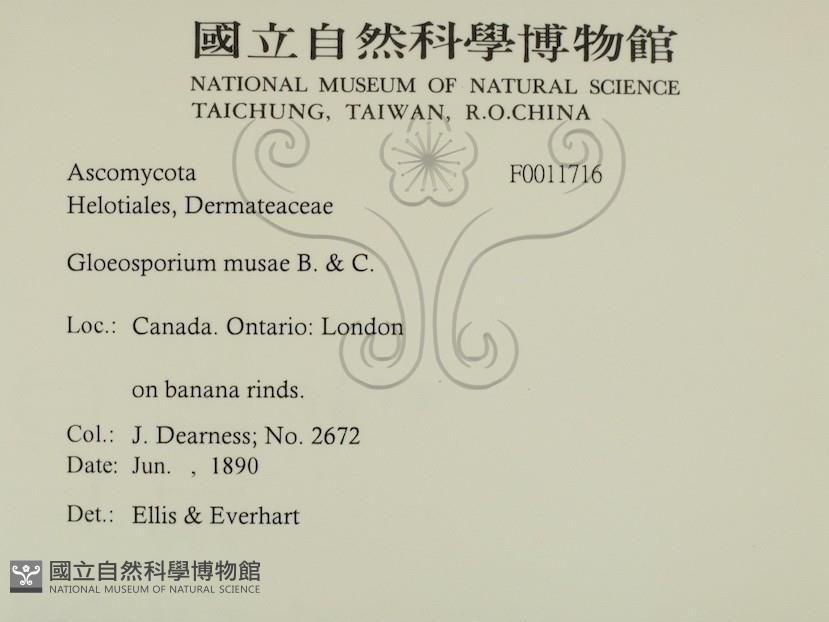 國立自然科學博物館
NATIONAL MUSEUM OF NATURAL SCIENCE
TAICHUNG, TAIWAN, R.O.CHINA
Ascomycota F0011716
Helotiales, Dermateaceae
Gloeosporium musae B. & C.
Loc.: Canada. Ontario: London
on banana rinds.
Col.: J. Dearness; No. 2672
Date: Jun. , 1890
Det.: Ellis & Everhart
國立自然科學博物館
NATIONAL MUSEUM OF NATURAL SCIENCE